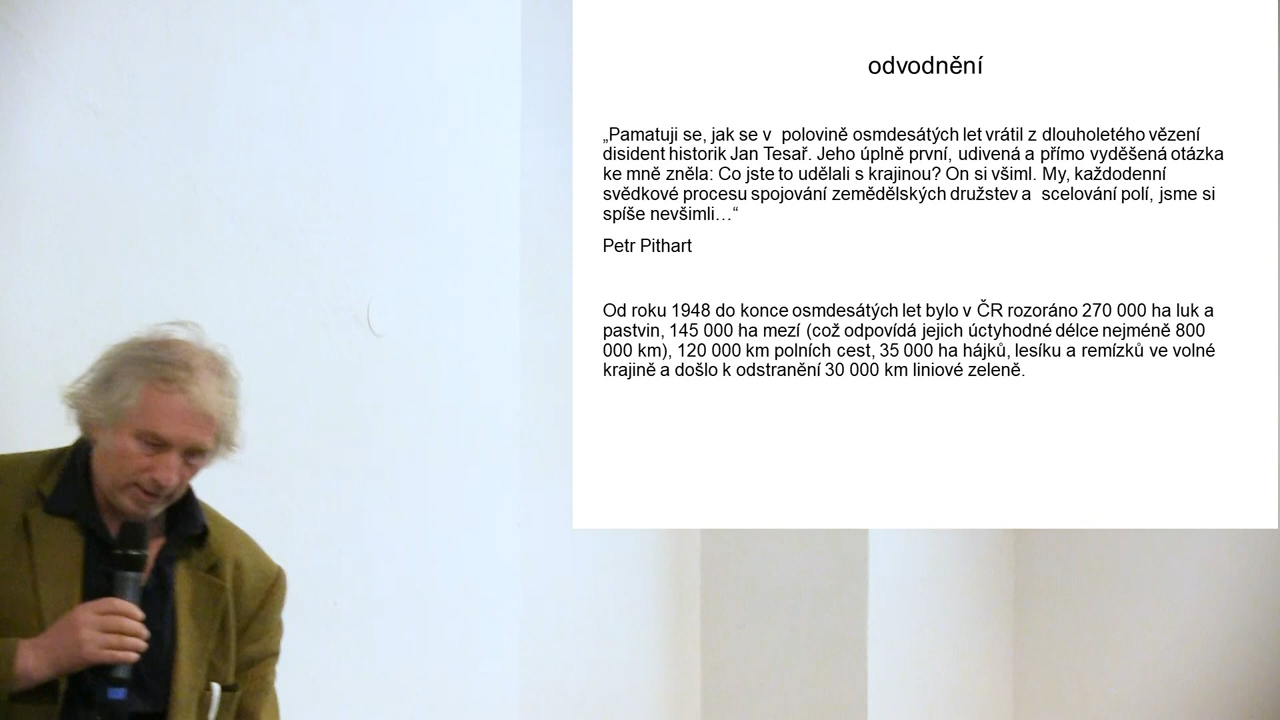 odvodnění
„Pamatuji se, jak se v polovině osmdesátých let vrátil z dlouholetého vězení
disident historik Jan Tesař. Jeho úplně první, udivená a přímo vyděšená otázka
ke mně zněla: Co jste to udělali s krajinou? On si všiml. My, každodenní
svědkové procesu spojování zemědělských družstev a scelování polí, jsme si
spíše nevšimli…“
Petr Pithart
Od roku 1948 do konce osmdesátých let bylo v ČR rozoráno 270 000 ha luk a
pastvin, 145 000 ha mezí (což odpovídá jejich úctyhodné délce nejméně 800
000 km), 120 000 km polních cest, 35 000 ha hájků, lesíku a remízků ve volné
krajině a došlo k odstranění 30 000 km liniové zeleně.